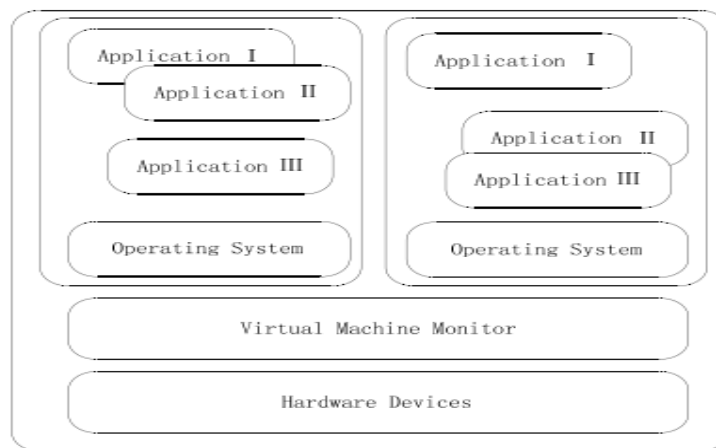 Application I
Application II
Application III
Operating System
Application I
Application II
Application III
Operating System
Virtual Machine Monitor
Hardware Devices